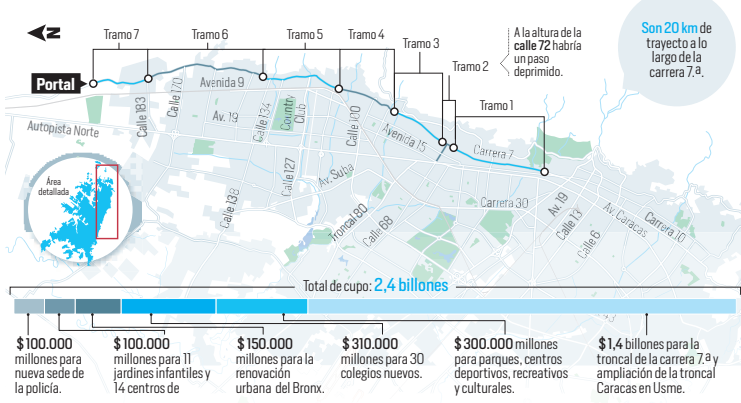 N
Tramo 7
Tramo 6
Tramo 5
Tramo 4
Tramo 3
Tramo 2
Tramo 1
A la altura de la
calle 72 habría
un paso
deprimido.
Son 20 km de
trayecto a lo
largo de la
carrera 7.ª.
Portal
Avenida 9
Autopista Norte
Calle 183
Calle 170
Av. 19
Calle 134
Country
Club
Calle 100
Avenida 15
Carrera 7
Calle 127
Av. Suba
Calle 138
Troncal 80
Calle 68
Carrera 30
Av. 19
Calle 13
Calle 6
Av. Caracas
Carrera 10
Área
detallada
Total de cupo: 2,4 billones
$100.000
millones para
nueva sede de
la policía.
$100.000
millones para 11
jardines infantiles y
14 centros de
$150.000
millones para la
renovación
urbana del Bronx.
$310.000
millones para 30
colegios nuevos.
$300.000 millones
para parques, centros
deportivos, recreativos
y culturales.
$1,4 billones para la
troncal de la carrera 7.ª y
ampliación de la troncal
Caracas en Usme.